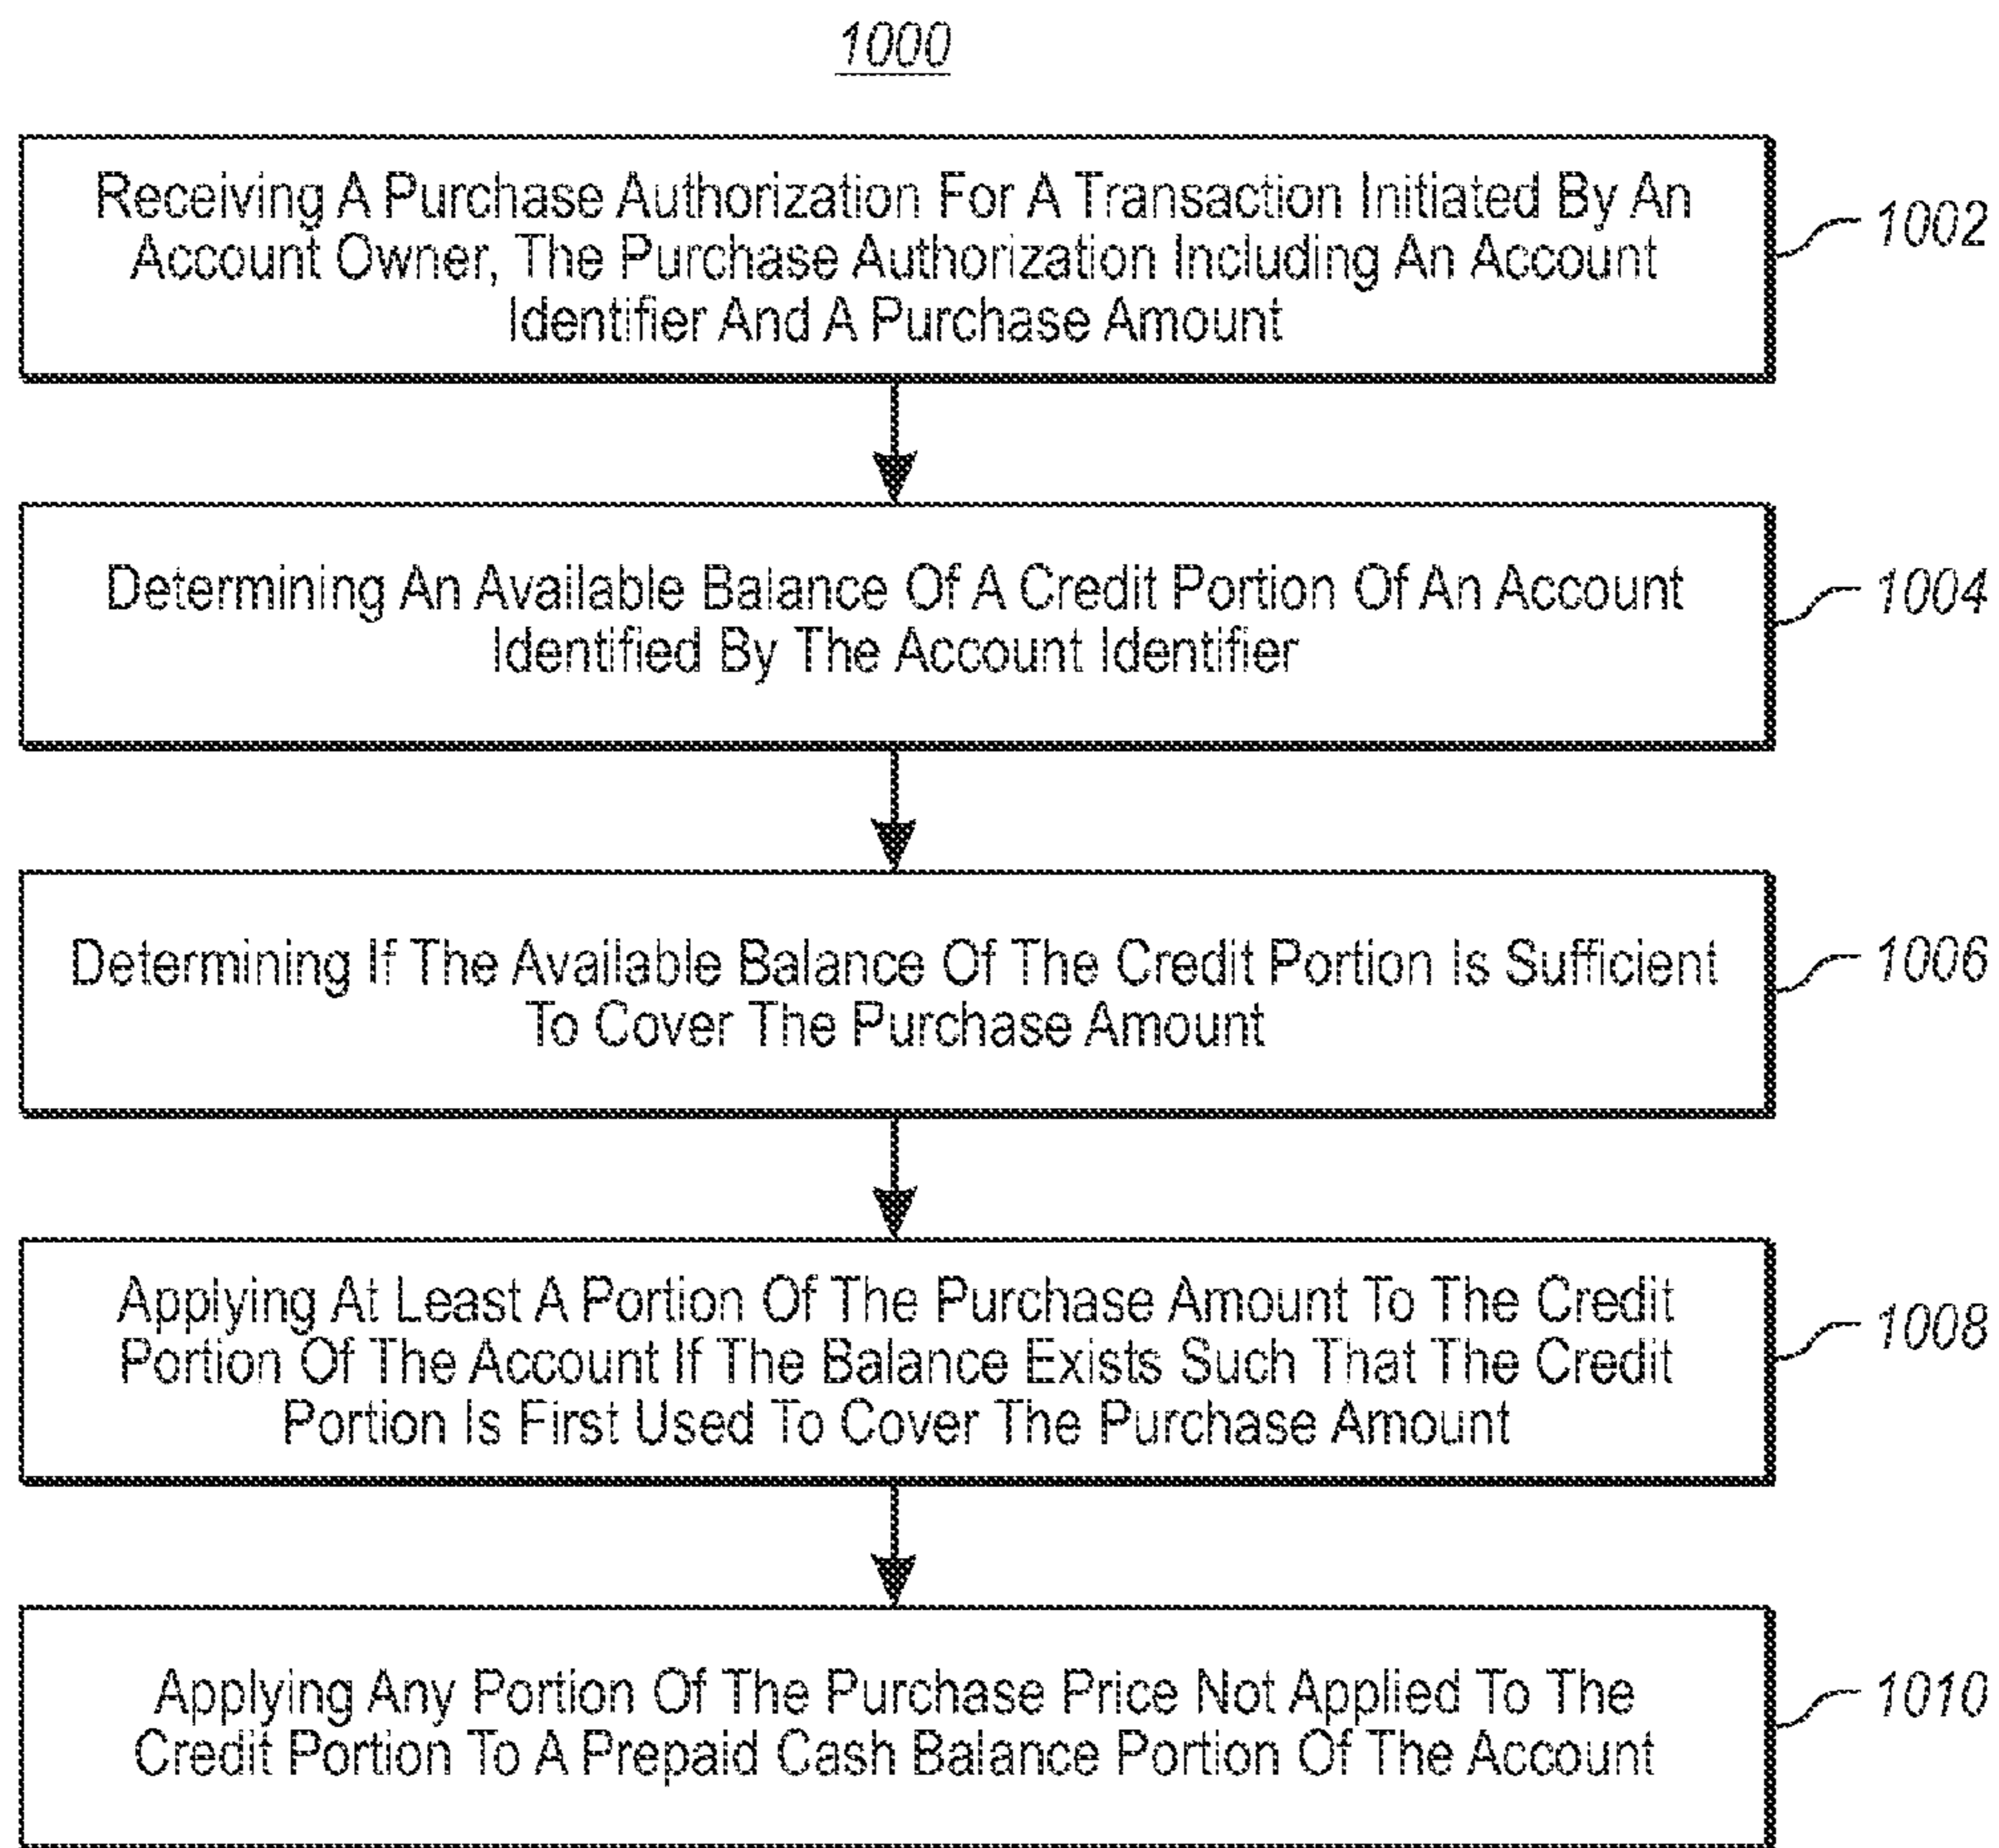 1000
Receiving A Purchase Authorization For A Transaction Initiated By An
Account Owner, The Purchase Authorization Including An Account
Identifier And A Purchase Amount
1002
Determining An Available Balance Of A Credit Portion Of An Account
Identified By The Account Identifier
1004
Determining If The Available Balance Of The Credit Portion Is Sufficient
To Cover The Purchase Amount
1006
Applying At Least A Portion Of The Purchase Amount To The Credit
Portion Of The Account If The Balance Exists Such That The Credit
Portion Is First Used To Cover The Purchase Amount
1008
Applying Any Portion Of The Purchase Price Not Applied To The
Credit Portion To A Prepaid Cash Balance Portion Of The Account
1010